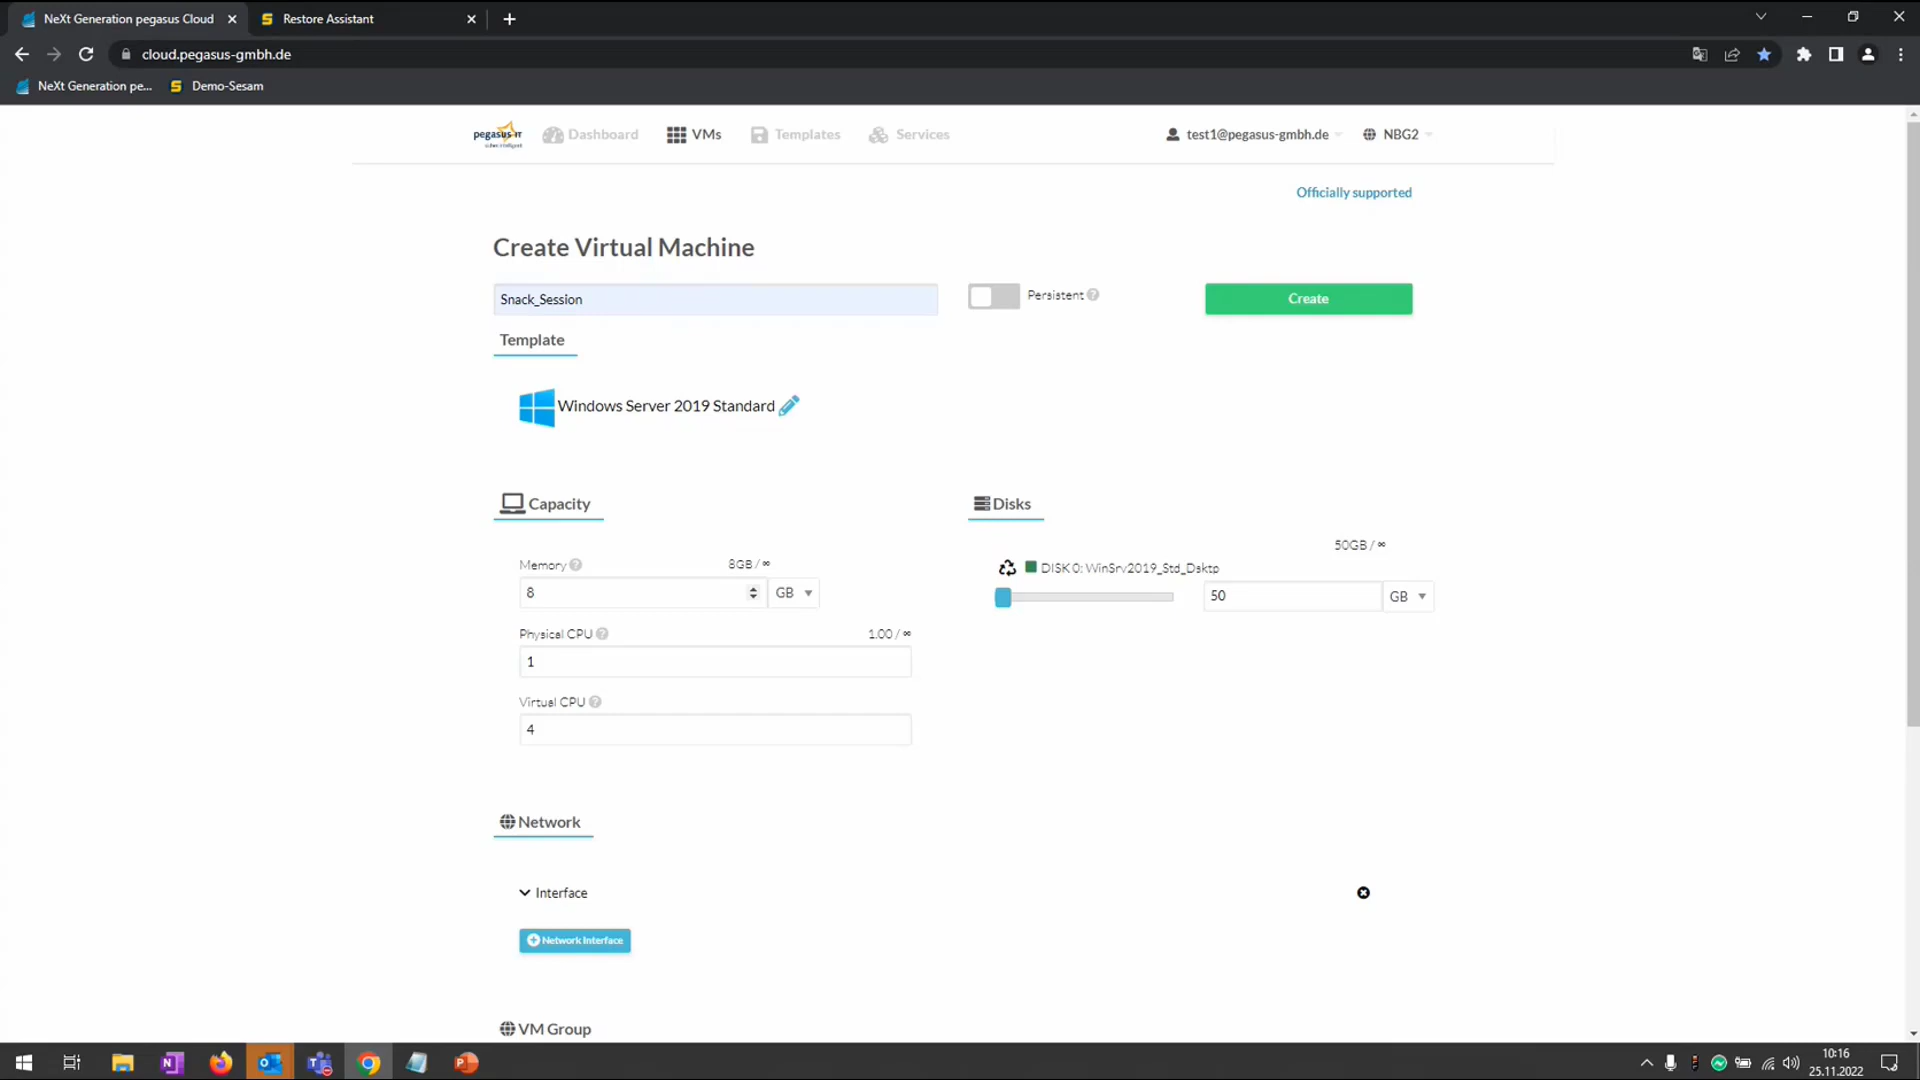 NeXt Generation pegasus Cloud
Restore Assistant
cloud.pegasus-gmbh.de
NeXt Generation pe...
Demo-Sesam
pegasus IT
Dashboard
VMs
Templates
Services
test1@pegasus-gmbh.de
NBG2
Officially supported
Create Virtual Machine
Snack_Session
Persistent
Create
Template
Windows Server 2019 Standard
Capacity
Disks
Memory
8GB / ∞
50GB / ∞
DISK 0: WinSrv2019_Std_Dsktp
8
GB
50
GB
Physical CPU
1.00 / ∞
1
Virtual CPU
4
Network
Interface
Network Interface
VM Group
10:16
25.11.2022